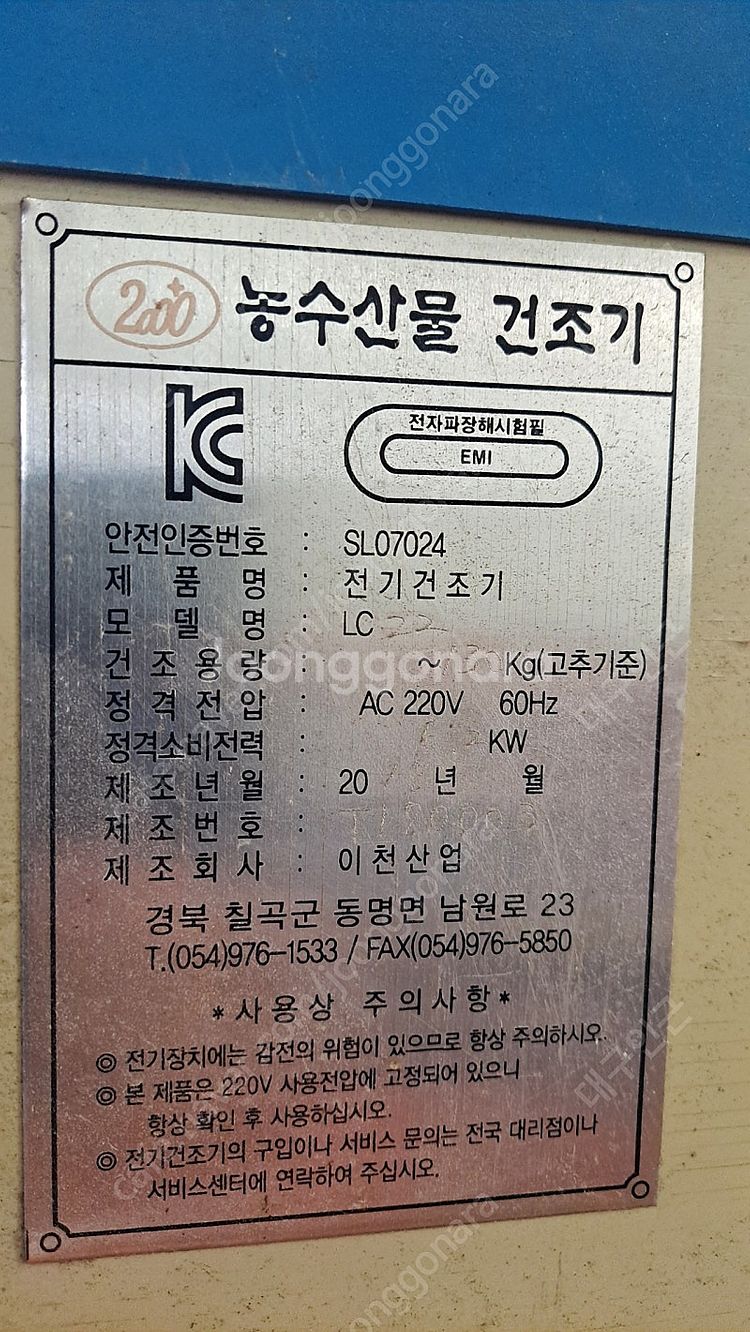 2000 농수산물 건조기
전자파장해시험필
EMI
안전인증번호 : SL07024
제 품 명 : 전기건조기
모 델 명 : LC 22
건 조 용 량 : ~ Kg(고추기준)
정 격 전 압 : AC 220V 60Hz
정격소비전력 : KW
제 조 년 월 : 20 년 월
제 조 번 호 :
제 조 회 사 : 이천산업
경북 칠곡군 동명면 남원로 23
T.(054)976-1533 / FAX(054)976-5850
*사용상 주의사항*
◎ 전기장치에는 감전의 위험이 있으므로 항상 주의하시오.
◎ 본 제품은 220V 사용전압에 고정되어 있으니
항상 확인 후 사용하십시오.
◎ 전기건조기의 구입이나 서비스 문의는 전국 대리점이나
서비스센터에 연락하여 주십시오.
joonggonara